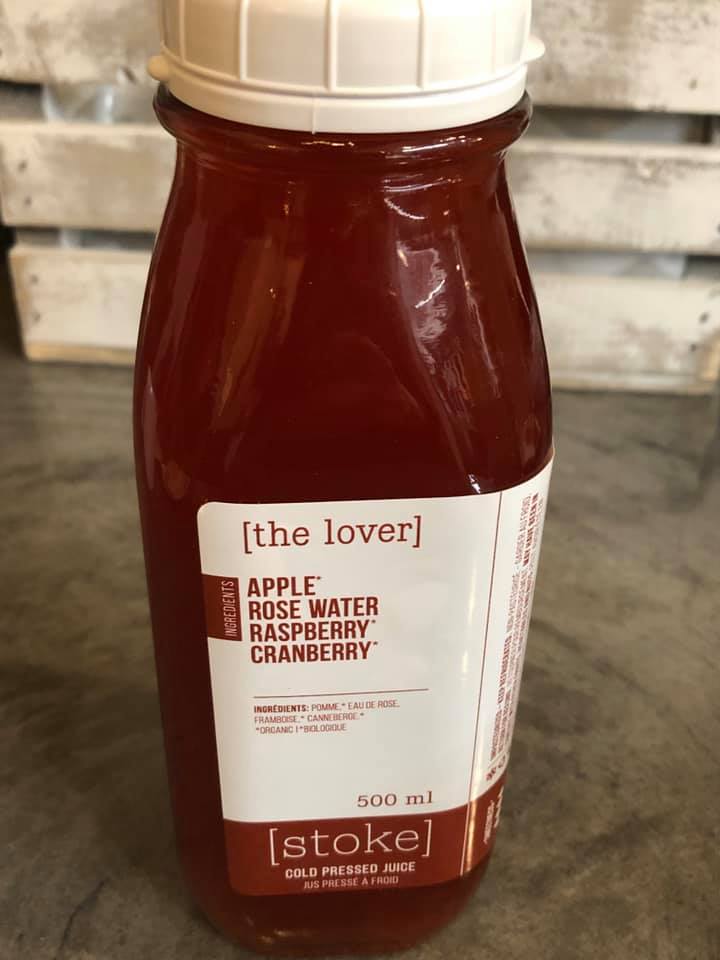 [the lover]
INGREDIENTS
APPLE*
ROSE WATER
RASPBERRY*
CRANBERRY*
INGRÉDIENTS: POMME,* EAU DE ROSE,
FRAMBOISE,* CANNEBERGE.*
*ORGANIC | *BIOLOGIQUE
500 ml
[stoke]
COLD PRESSED JUICE
JUS PRESSÉ À FROID